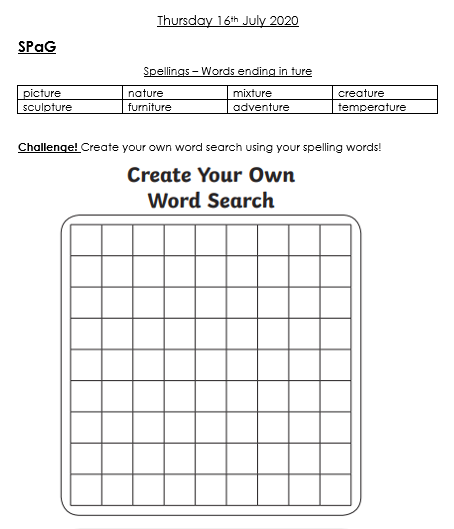 Thursday 16th July 2020
SPaG
Spellings – Words ending in ture
picture nature mixture creature
sculpture furniture adventure temperature
Challenge! Create your own word search using your spelling words!
Create Your Own
Word Search